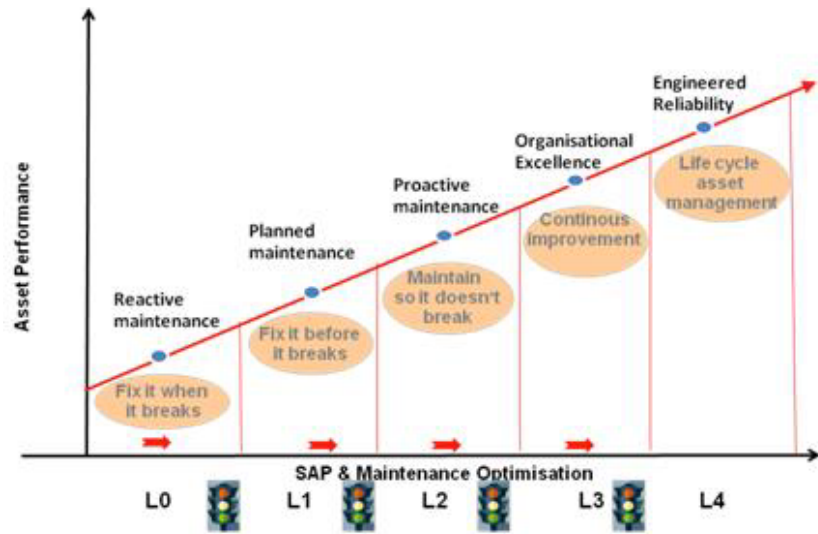 Engineered
Reliability
Organisational
Excellence
Life cycle
asset
management
Proactive
maintenance
Continous
improvement
Planned
maintenance
Maintain
so it doesn't
break
Reactive
maintenance
Fix it before
it breaks
Fix it when
it breaks
Asset Performance
SAP & Maintenance Optimisation
L0
L1
L2
L3
L4